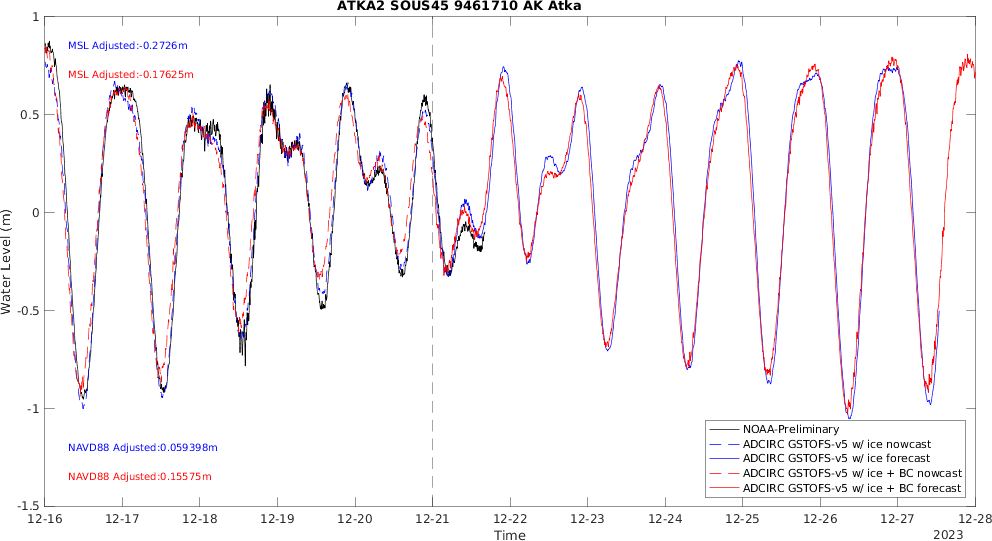 ATKA2 SOUS45 9461710 AK Atka
MSL Adjusted:-0.2726m
MSL Adjusted:-0.17625m
1
0.5
0
-0.5
-1
-1.5
Water Level (m)
NAVD88 Adjusted:0.059398m
NAVD88 Adjusted:0.15575m
NOAA-Preliminary
ADCIRC GSTOFS-v5 w/ ice nowcast
ADCIRC GSTOFS-v5 w/ ice forecast
ADCIRC GSTOFS-v5 w/ ice + BC nowcast
ADCIRC GSTOFS-v5 w/ ice + BC forecast
12-16 12-17 12-18 12-19 12-20 12-21 12-22 12-23 12-24 12-25 12-26 12-27 12-28
Time
2023